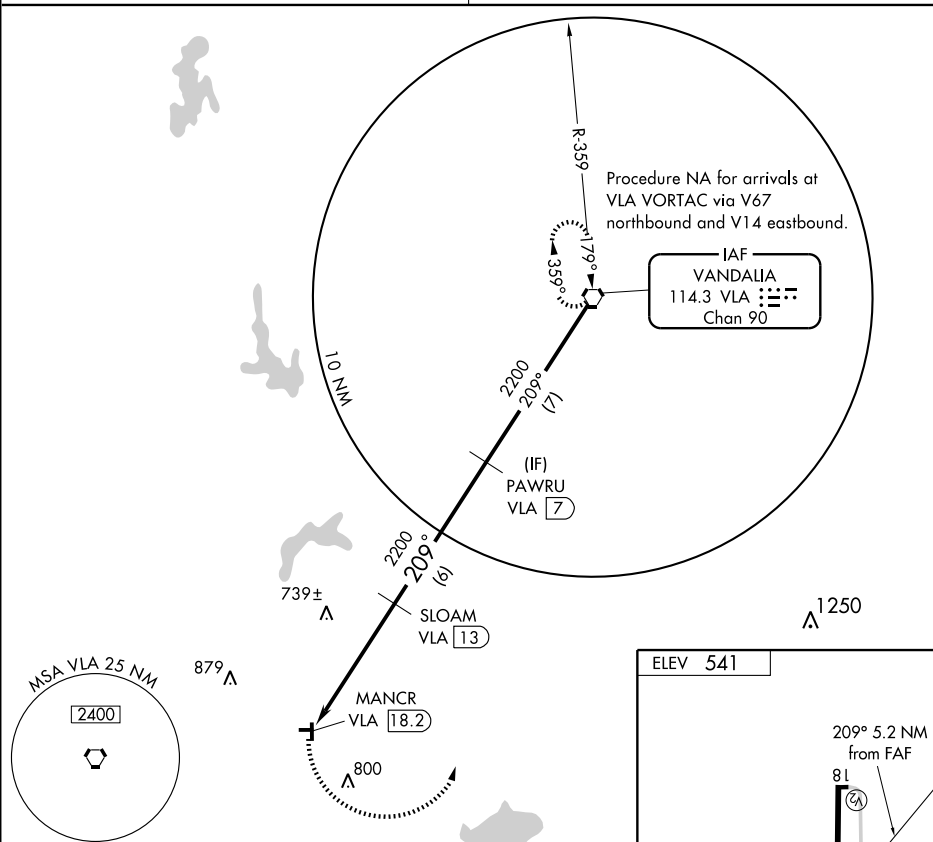 R-359
Procedure NA for arrivals at
VLA VORTAC via V67
northbound and V14 eastbound.
179°
359°
IAF
VANDALIA
114.3 VLA
Chan 90
10 NM
2200
209°
(7)
(IF)
PAWRU
VLA 7
2200
209°
(6)
739±
SLOAM
VLA 13
1250
879
MSA VLA 25 NM
2400
MANCR
VLA 18.2
800
ELEV 541
209° 5.2 NM
from FAF
18
V2